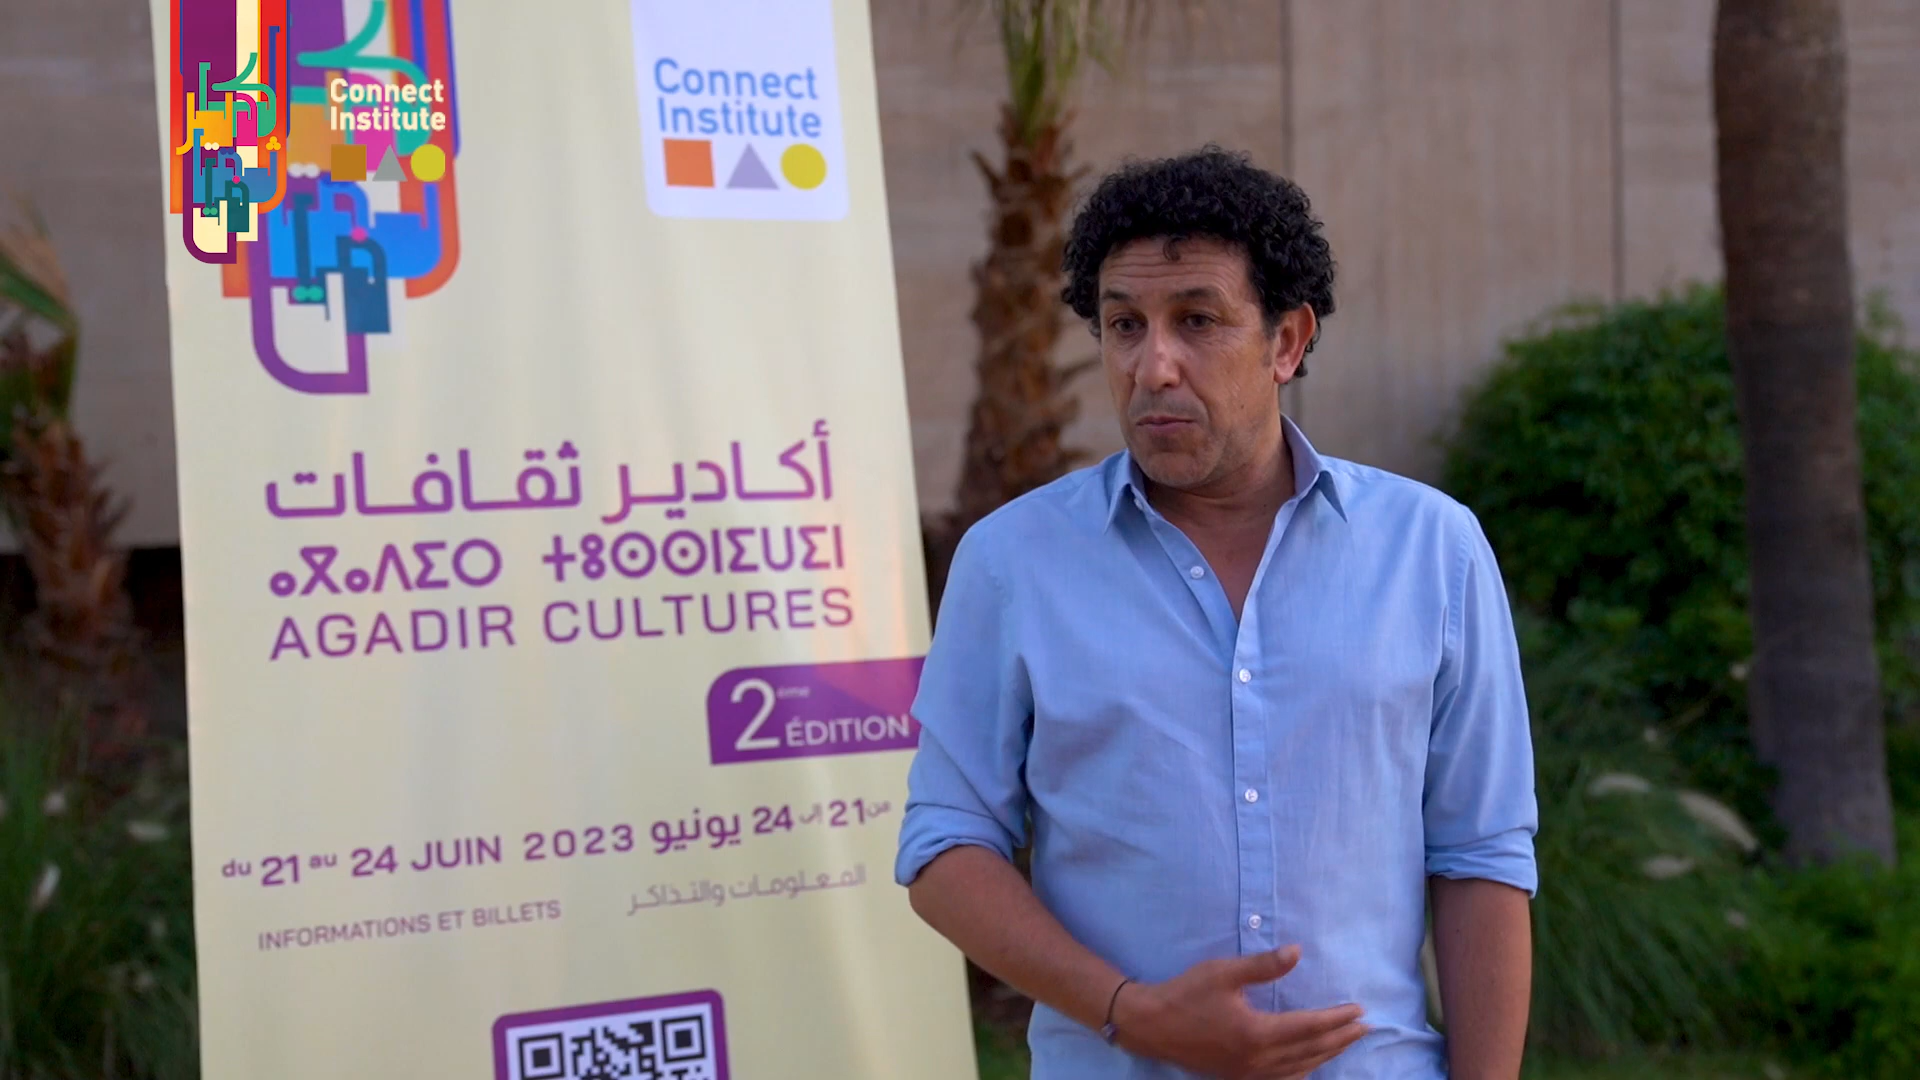 Connect
Institute
Connect
Institute
أكادير ثقافات
ⴰⴳⴰⴷⵉⵔ ⵜⵓⵙⵙⵏⵉⵡⵉⵏ
AGADIR CULTURES
2ème
ÉDITION
du 21 au 24 JUIN 2023 من 21 إلى 24 يونيو
INFORMATIONS ET BILLETS المعلومات والتذاكر